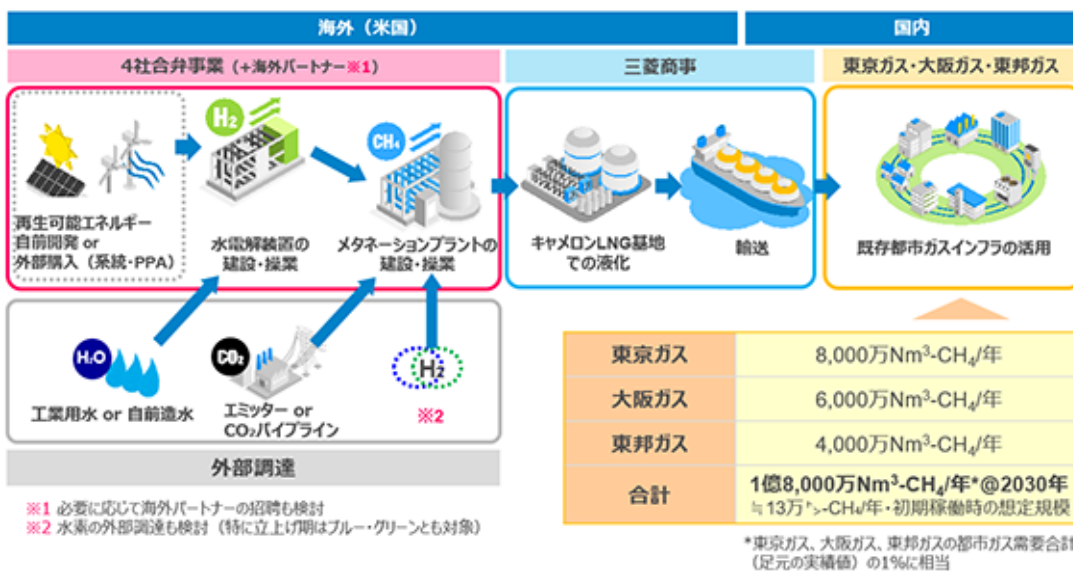 海外（米国）
国内
4社合弁事業（+海外パートナー※1）
三菱商事
東京ガス・大阪ガス・東邦ガス
H₂
CH₄
再生可能エネルギー
自前開発 or
外部購入（系統・PPA）
水電解装置の
建設・操業
メタネーションプラントの
建設・操業
キャメロンLNG基地
での液化
輸送
既存都市ガスインフラの活用
H₂O
CO₂
H₂
工業用水 or 自前造水
エミッター or
CO₂パイプライン
※2
外部調達
※1 必要に応じて海外パートナーの招聘も検討
※2 水素の外部調達も検討（特に立上げ期はブルー・グリーンとも対象）
東京ガス 8,000万Nm³-CH₄/年
大阪ガス 6,000万Nm³-CH₄/年
東邦ガス 4,000万Nm³-CH₄/年
合計 1億8,000万Nm³-CH₄/年*@2030年
≒13万㌧-CH₄/年・初期稼働時の想定規模
*東京ガス、大阪ガス、東邦ガスの都市ガス需要合計
（足元の実績値）の1%に相当